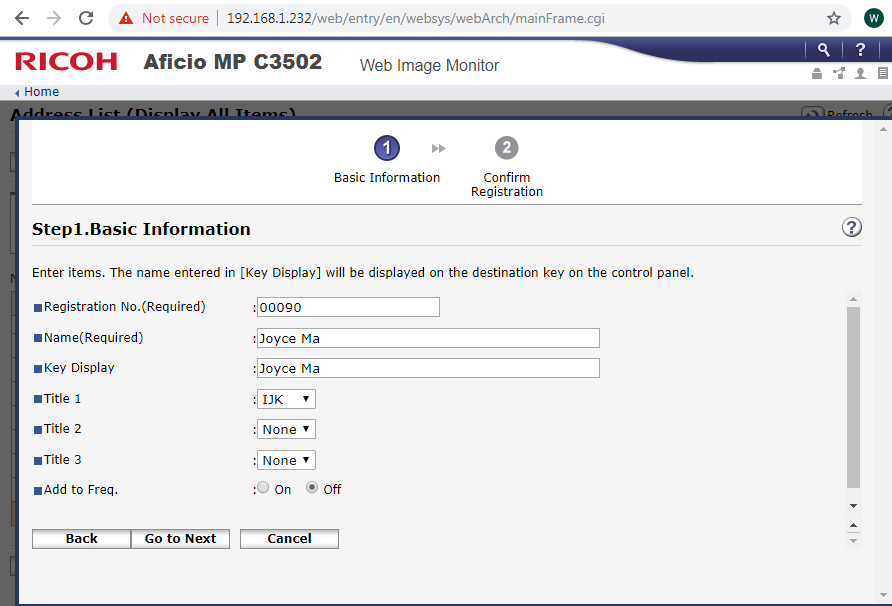 Not secure | 192.168.1.232/web/entry/en/websys/webArch/mainFrame.cgi
W
RICOH Aficio MP C3502 Web Image Monitor
?
Home
Address List (Display All Items)
Refresh
?
1
2
Basic Information
Confirm
Registration
Step1.Basic Information
?
Enter items. The name entered in [Key Display] will be displayed on the destination key on the control panel.
Registration No.(Required) :00090
Name(Required) :Joyce Ma
Key Display :Joyce Ma
Title 1 :IJK
Title 2 :None
Title 3 :None
Add to Freq. : On Off
Back Go to Next Cancel